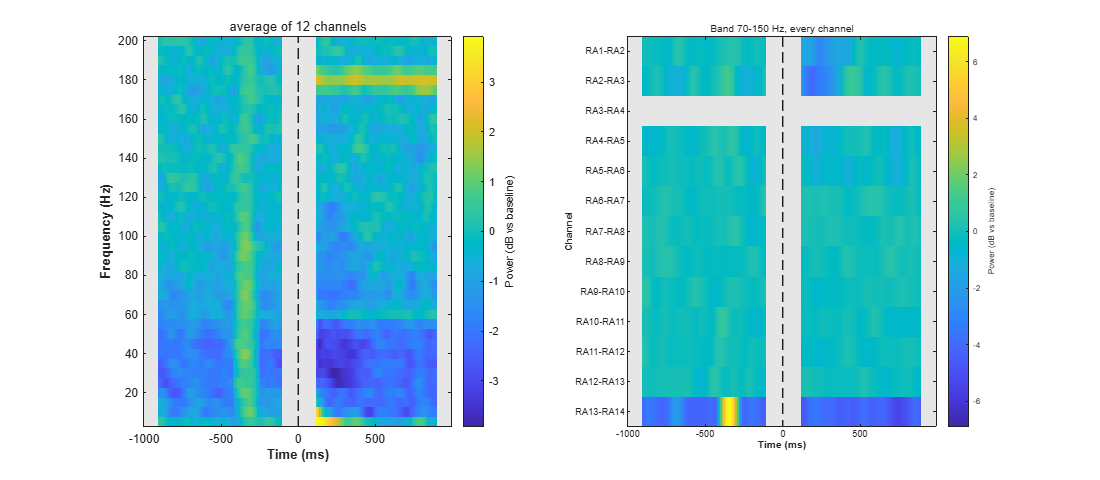 average of 12 channels
200
180
160
140
120
100
80
60
40
20
Frequency (Hz)
-1000
-500
0
500
Time (ms)
3
2
1
0
-1
-2
-3
Power (dB vs baseline)
Band 70-150 Hz, every channel
RA1-RA2
RA2-RA3
RA3-RA4
RA4-RA5
RA5-RA6
RA6-RA7
RA7-RA8
RA8-RA9
RA9-RA10
RA10-RA11
RA11-RA12
RA12-RA13
RA13-RA14
Channel
-1000
-500
0
500
Time (ms)
6
4
2
0
-2
-4
-6
Power (dB vs baseline)